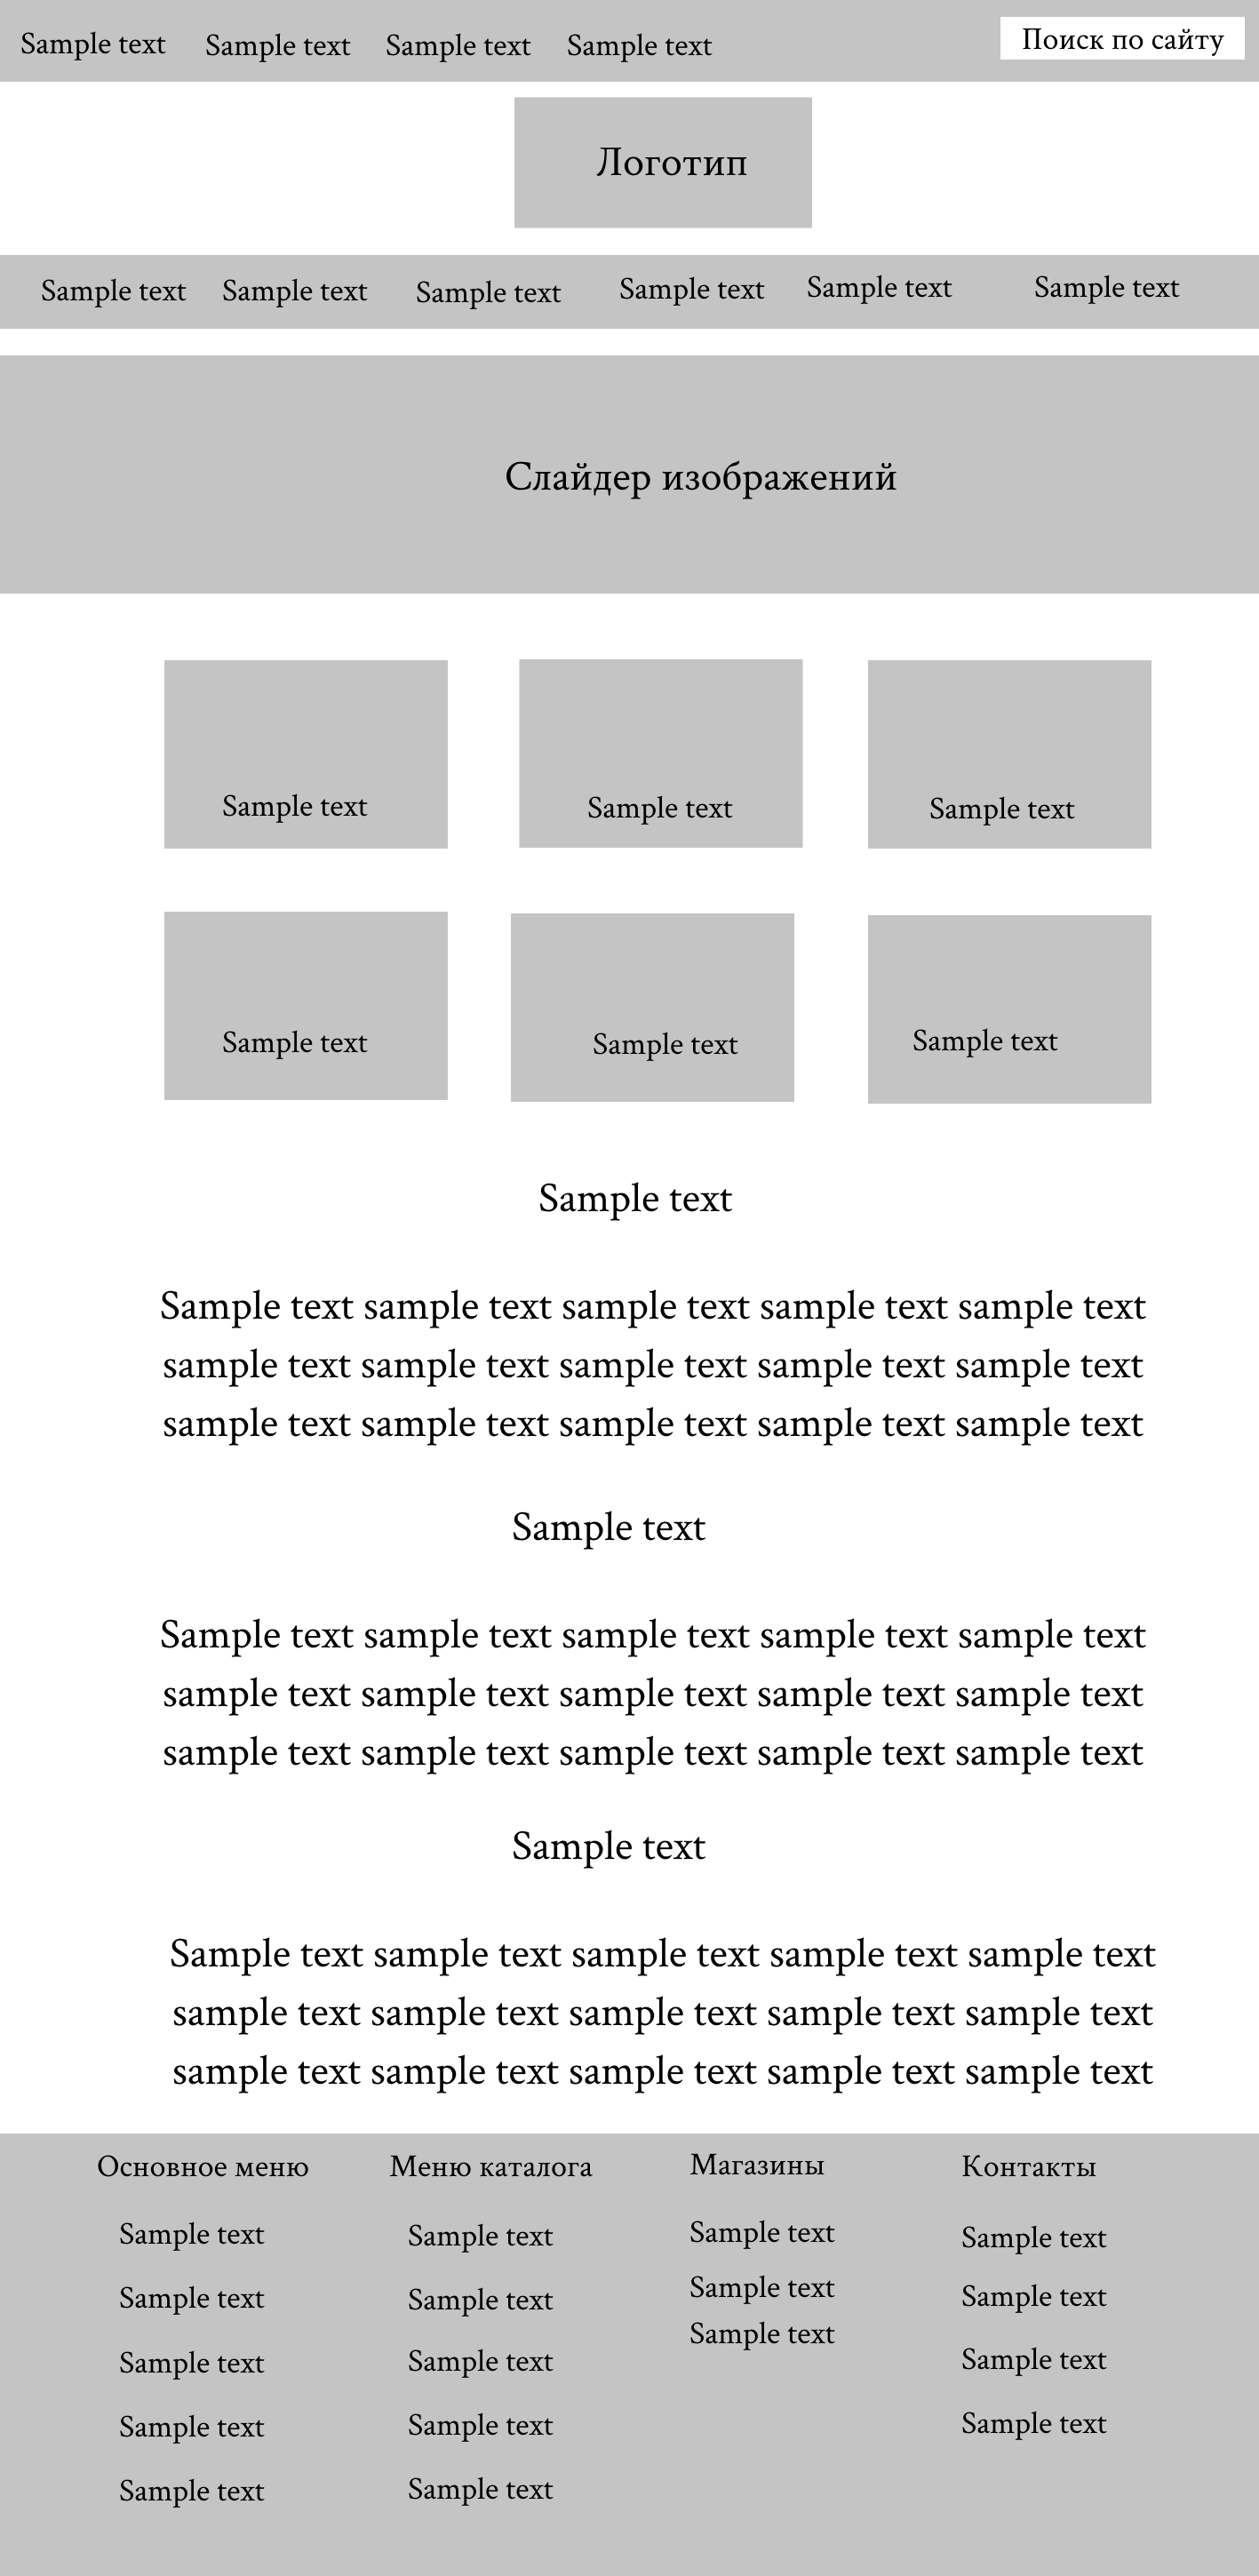 Sample text Sample text Sample text Sample text Поиск по сайту
Логотип
Sample text Sample text Sample text Sample text Sample text Sample text
Слайдер изображений
Sample text Sample text Sample text
Sample text Sample text Sample text
Sample text
Sample text sample text sample text sample text sample text
sample text sample text sample text sample text sample text
sample text sample text sample text sample text sample text
Sample text
Sample text sample text sample text sample text sample text
sample text sample text sample text sample text sample text
sample text sample text sample text sample text sample text
Sample text
Sample text sample text sample text sample text sample text
sample text sample text sample text sample text sample text
sample text sample text sample text sample text sample text
Основное меню
Sample text
Sample text
Sample text
Sample text
Sample text
Меню каталога
Sample text
Sample text
Sample text
Sample text
Sample text
Магазины
Sample text
Sample text
Sample text
Контакты
Sample text
Sample text
Sample text
Sample text